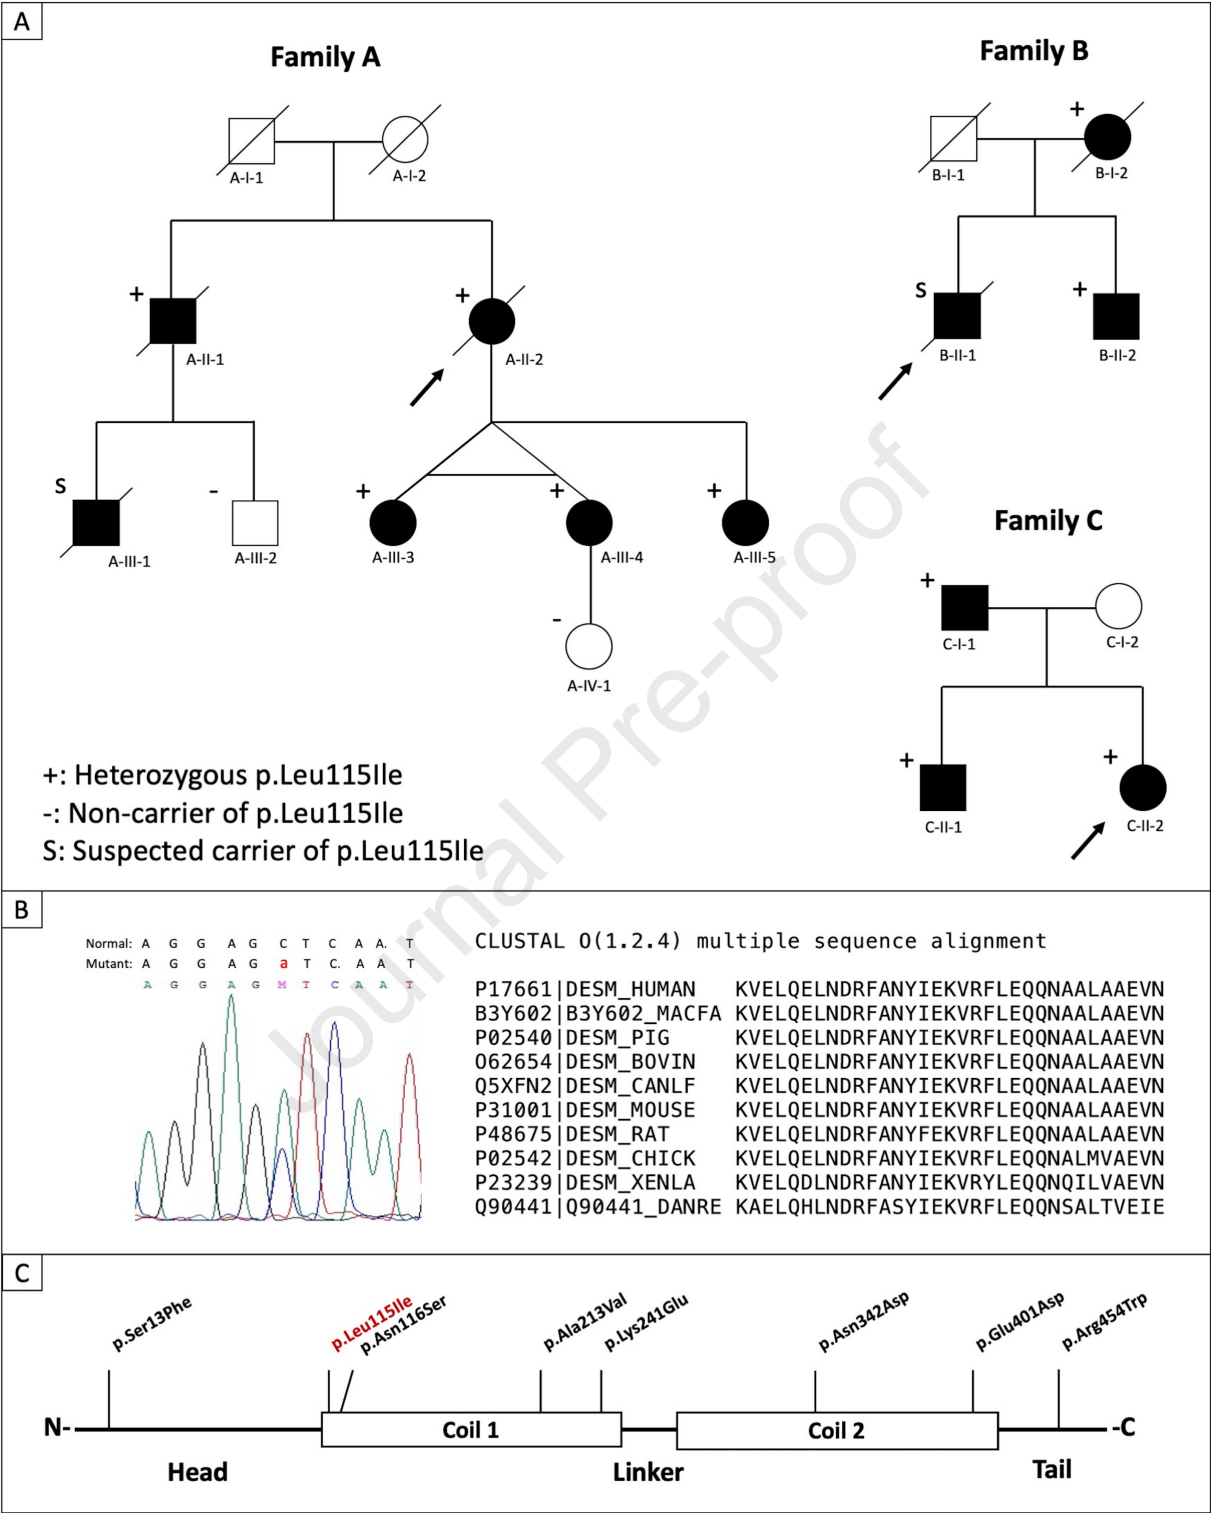 A
Family A
Family B
A-I-1
A-I-2
+
B-I-1
B-I-2
+
A-II-1
+
A-II-2
S
B-II-1
+
B-II-2
S
A-III-1
-
A-III-2
+
A-III-3
+
A-III-4
+
A-III-5
-
A-IV-1
Family C
+
C-I-1
C-I-2
+
C-II-1
+
C-II-2
+: Heterozygous p.Leu115Ile
-: Non-carrier of p.Leu115Ile
S: Suspected carrier of p.Leu115Ile
Journal Pre-proof
B
Normal: A G G A G C T C A A. T
Mutant: A G G A G a T C. A A T
A G G A G M T C A A T
CLUSTAL O(1.2.4) multiple sequence alignment
P17661|DESM_HUMAN KVELQELNDRFANYIEKVRFLEQQNAALAAEVN
B3Y602|B3Y602_MACFA KVELQELNDRFANYIEKVRFLEQQNAALAAEVN
P02540|DESM_PIG KVELQELNDRFANYIEKVRFLEQQNAALAAEVN
O62654|DESM_BOVIN KVELQELNDRFANYIEKVRFLEQQNAALAAEVN
Q5XFN2|DESM_CANLF KVELQELNDRFANYIEKVRFLEQQNAALAAEVN
P31001|DESM_MOUSE KVELQELNDRFANYIEKVRFLEQQNAALAAEVN
P48675|DESM_RAT KVELQELNDRFANYFEKVRFLEQQNAALAAEVN
P02542|DESM_CHICK KVELQELNDRFANYIEKVRFLEQQNALMVAEVN
P23239|DESM_XENLA KVELQDLNDRFANYIEKVRYLEQQNQILVAEVN
Q90441|Q90441_DANRE KAELQHLNDRFASYIEKVRFLEQQNSALTVEIE
C
p.Ser13Phe
p.Leu115Ile
p.Asn116Ser
p.Ala213Val
p.Lys241Glu
p.Asn342Asp
p.Glu401Asp
p.Arg454Trp
N-
Coil 1
Coil 2
-C
Head
Linker
Tail